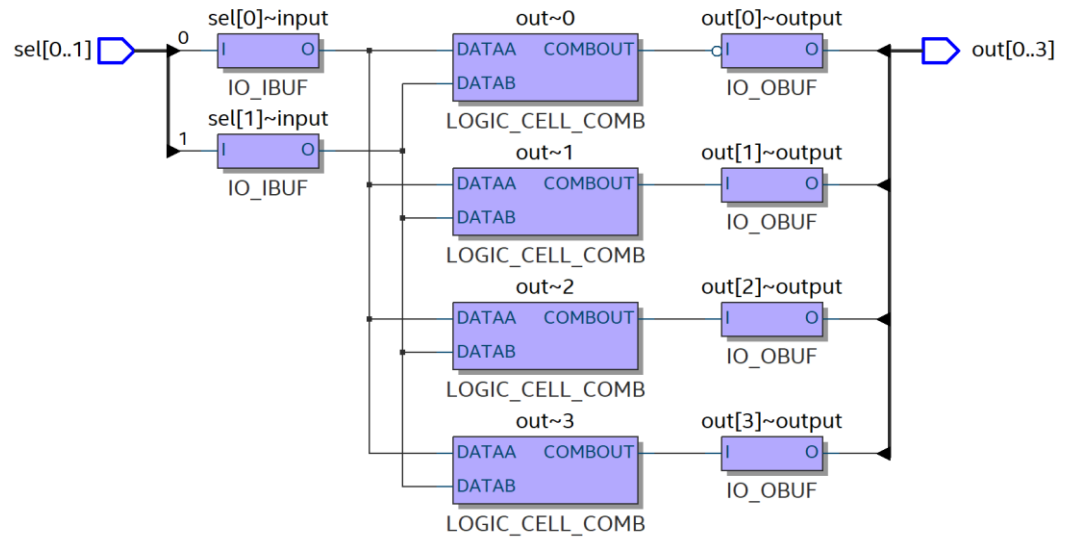 sel[0..1]
0
1
sel[0]~input
I O
IO_IBUF
sel[1]~input
I O
IO_IBUF
out~0
DATAA COMBOUT
DATAB
LOGIC_CELL_COMB
out~1
DATAA COMBOUT
DATAB
LOGIC_CELL_COMB
out~2
DATAA COMBOUT
DATAB
LOGIC_CELL_COMB
out~3
DATAA COMBOUT
DATAB
LOGIC_CELL_COMB
out[0]~output
I O
IO_OBUF
out[1]~output
I O
IO_OBUF
out[2]~output
I O
IO_OBUF
out[3]~output
I O
IO_OBUF
out[0..3]